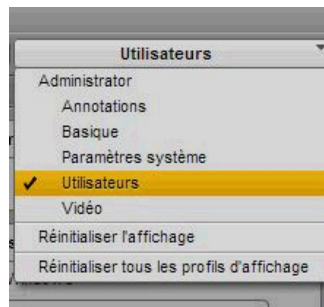 Utilisateurs
Administrator
Annotations
Basique
Paramètres système
Utilisateurs
Vidéo
Réinitialiser l'affichage
Réinitialiser tous les profils d'affichage